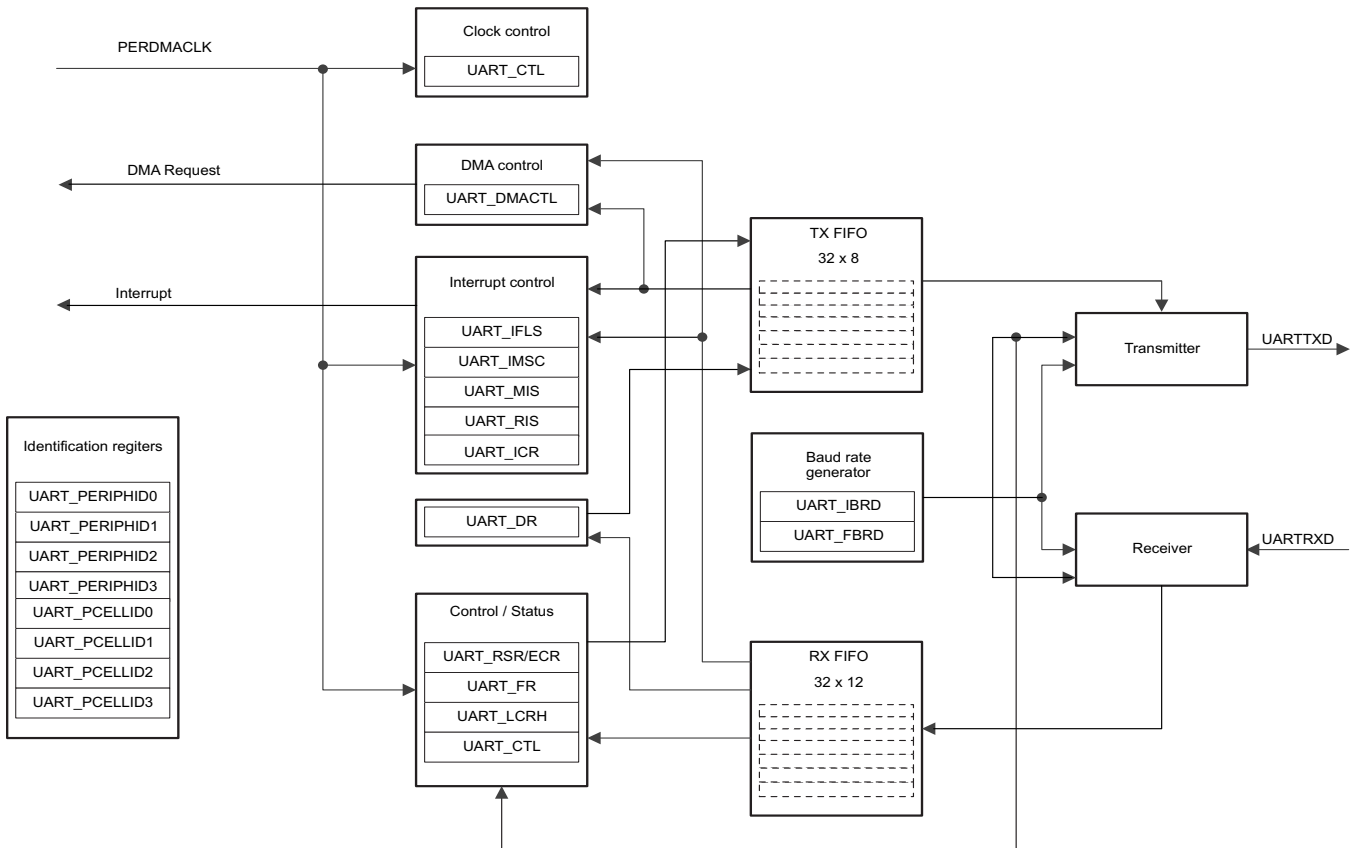 PERDMACLK
Clock control
UART_CTL
DMA Request
DMA control
UART_DMACTL
Interrupt
Interrupt control
UART_IFLS
UART_IMSC
UART_MIS
UART_RIS
UART_ICR
TX FIFO
32 x 8
Transmitter
UARTTXD
Identification regiters
UART_PERIPHID0
UART_PERIPHID1
UART_PERIPHID2
UART_PERIPHID3
UART_PCELLID0
UART_PCELLID1
UART_PCELLID2
UART_PCELLID3
UART_DR
Baud rate
generator
UART_IBRD
UART_FBRD
Receiver
UARTRXD
Control / Status
UART_RSR/ECR
UART_FR
UART_LCRH
UART_CTL
RX FIFO
32 x 12